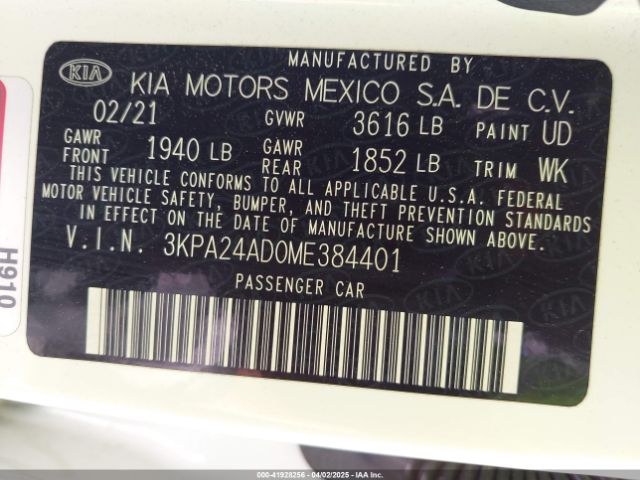 MANUFACTURED BY
KIA KIA MOTORS MEXICO S.A. DE C.V.
02/21 GVWR 3616 LB PAINT UD
GAWR FRONT 1940 LB GAWR REAR 1852 LB TRIM WK
THIS VEHICLE CONFORMS TO ALL APPLICABLE U.S.A. FEDERAL
MOTOR VEHICLE SAFETY, BUMPER, AND THEFT PREVENTION STANDARDS
IN EFFECT ON THE DATE OF MANUFACTURE SHOWN ABOVE.
V.I.N. 3KPA24AD0ME384401
PASSENGER CAR
H910
000-41928256 | 04/02/2025 | IAA, Inc.